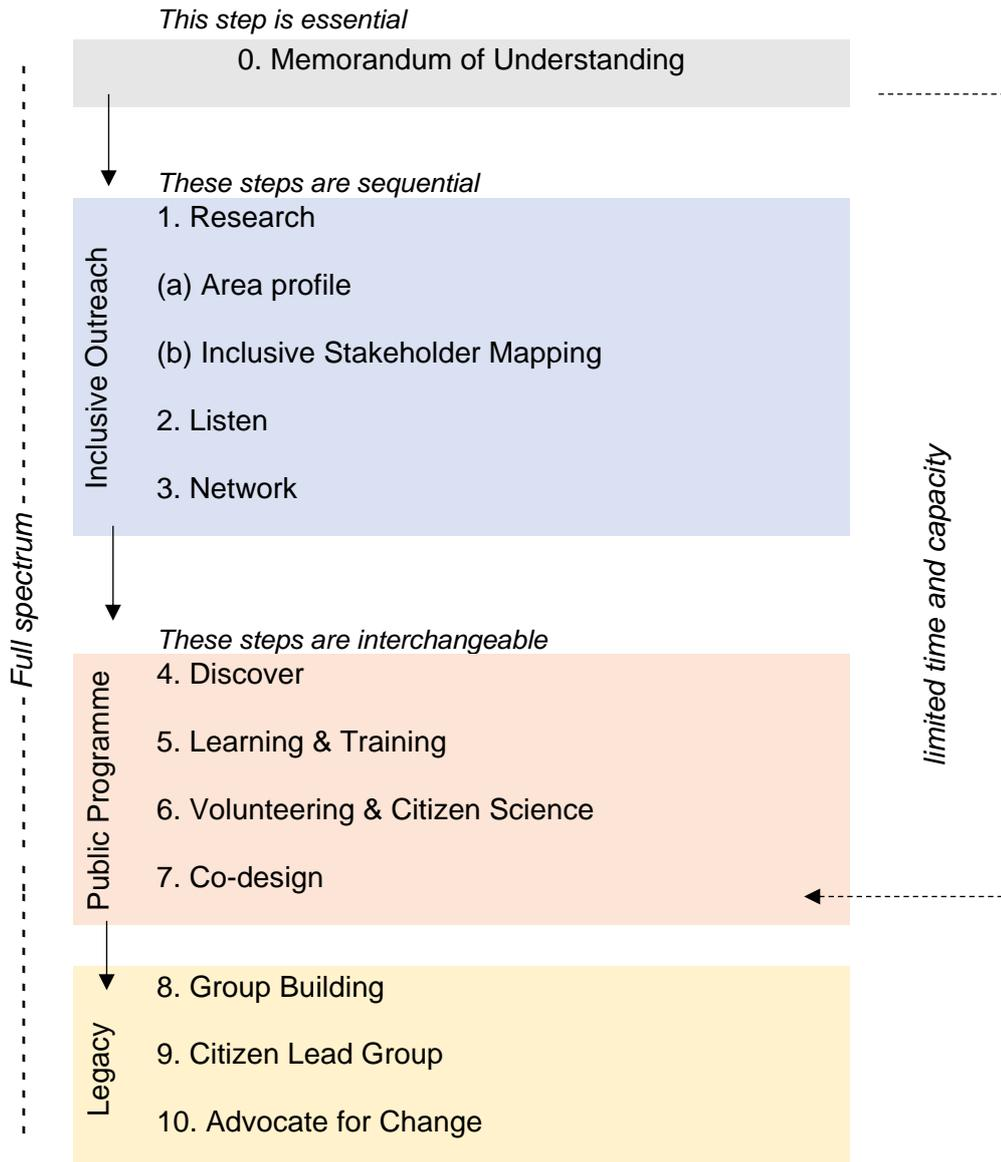 This step is essential
0. Memorandum of Understanding
These steps are sequential
Inclusive Outreach
1. Research
(a) Area profile
(b) Inclusive Stakeholder Mapping
2. Listen
3. Network
Full spectrum
limited time and capacity
These steps are interchangeable
Public Programme
4. Discover
5. Learning & Training
6. Volunteering & Citizen Science
7. Co-design
Legacy
8. Group Building
9. Citizen Lead Group
10. Advocate for Change